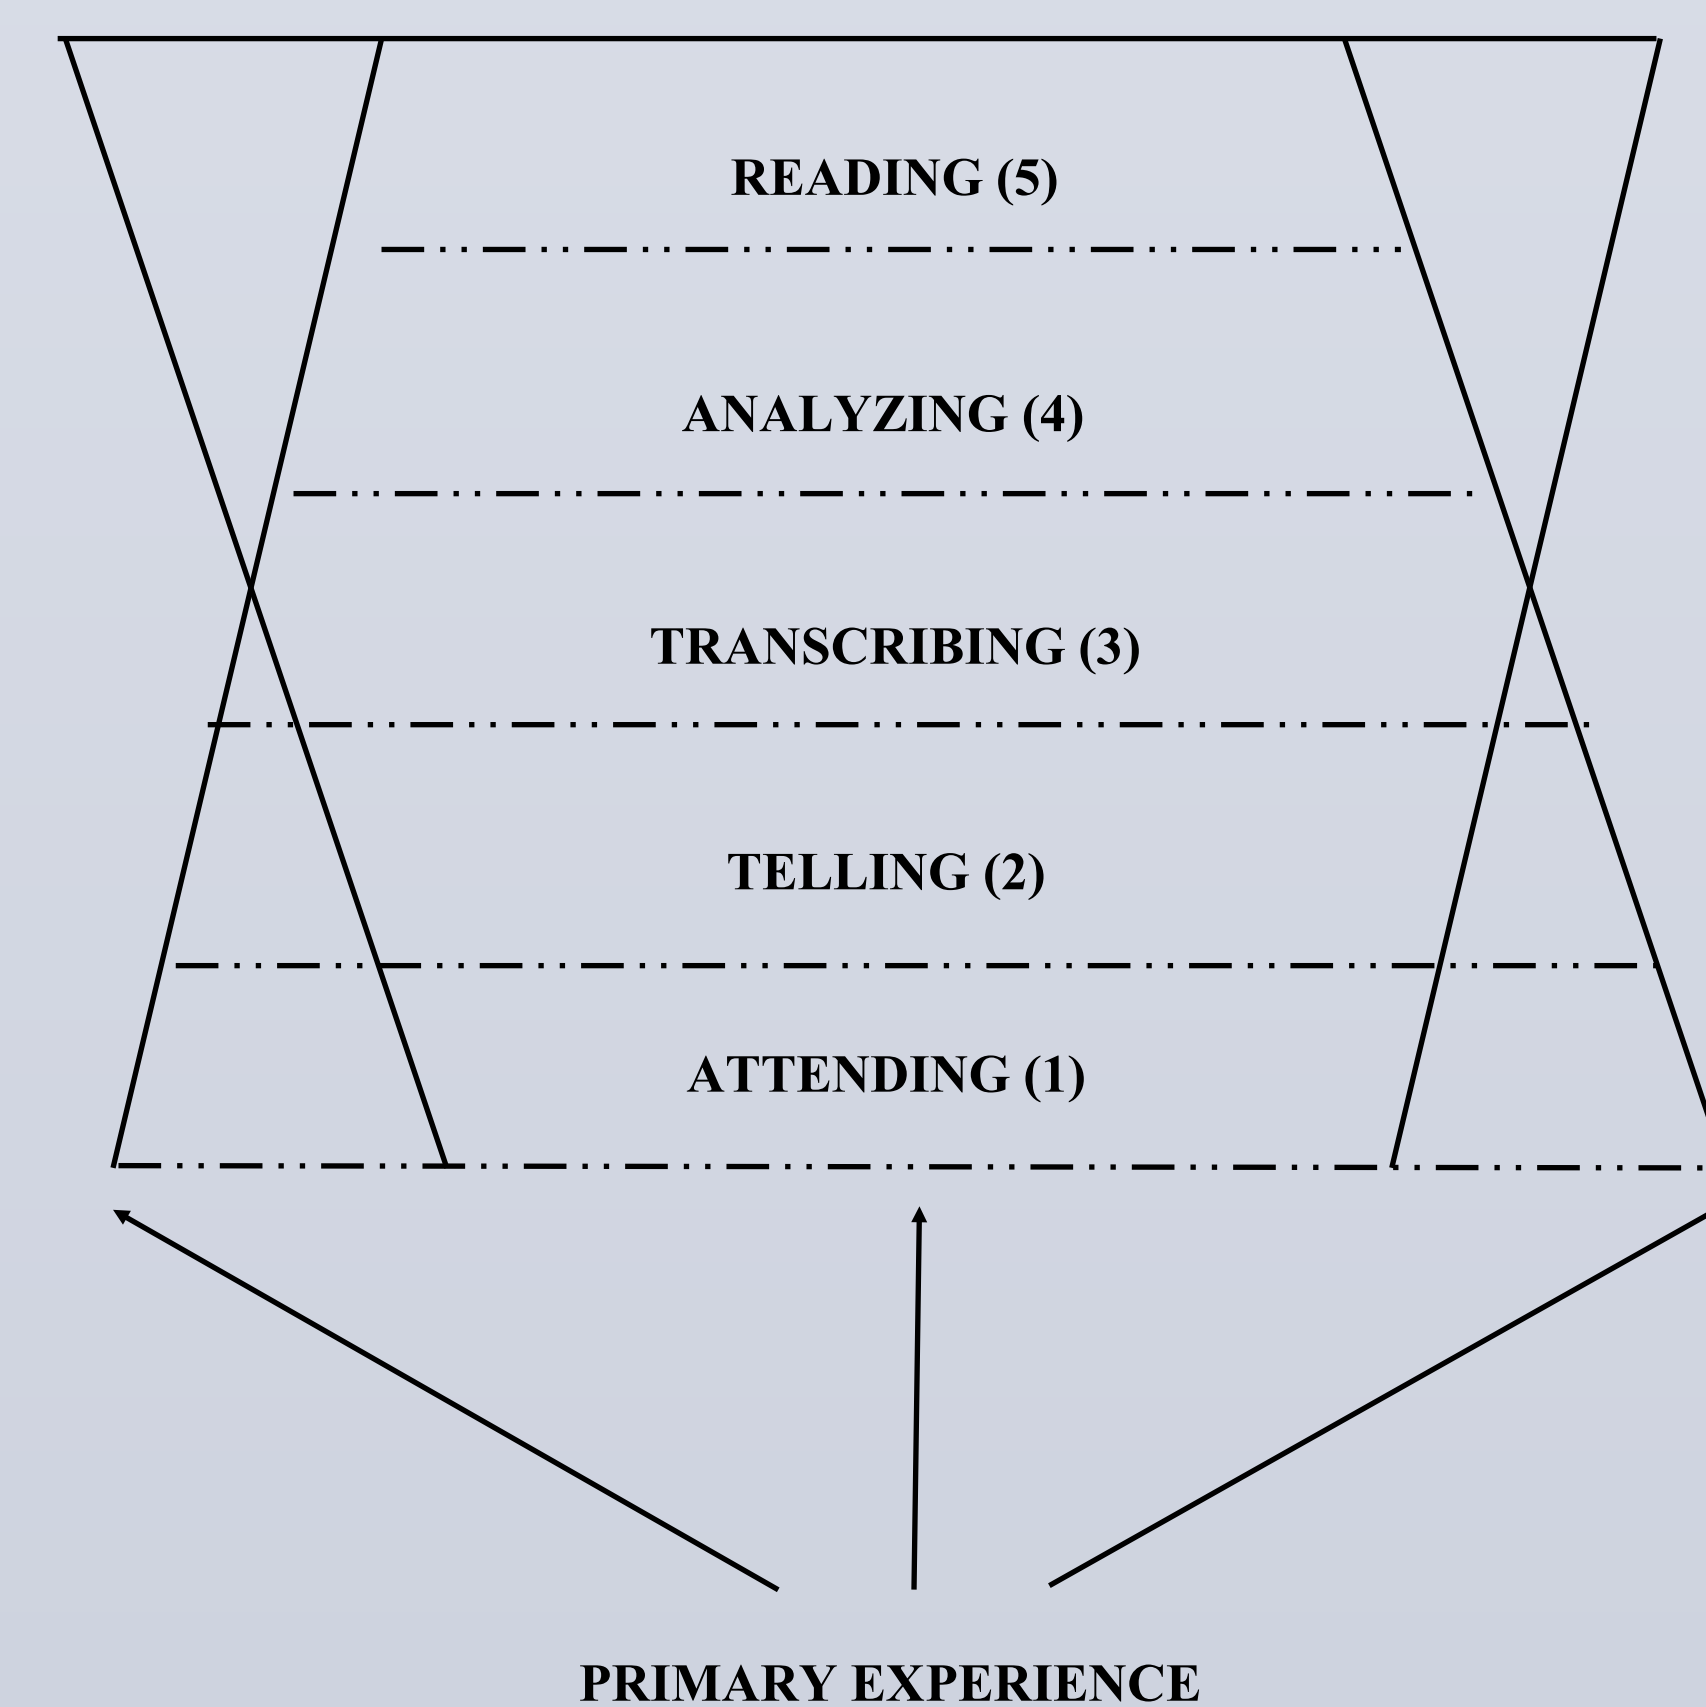 READING (5)
ANALYZING (4)
TRANSCRIBING (3)
TELLING (2)
ATTENDING (1)
PRIMARY EXPERIENCE